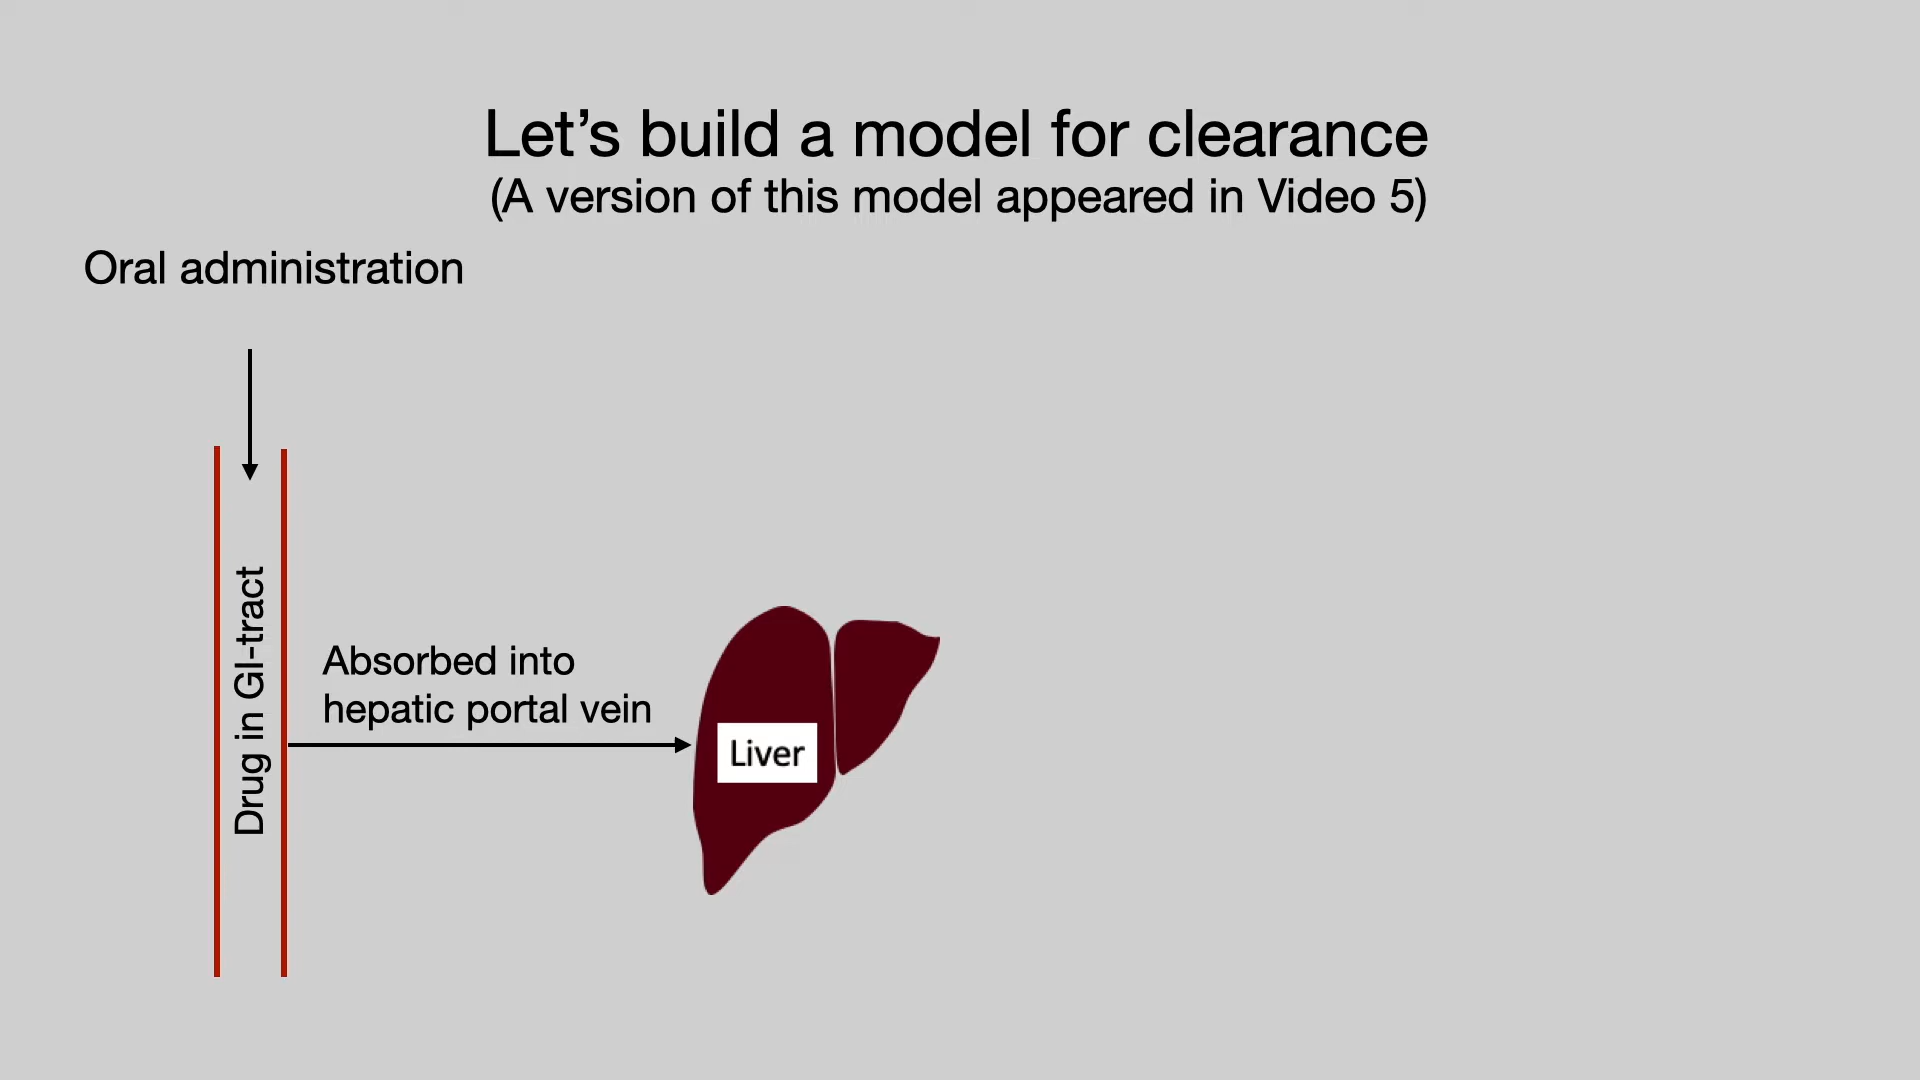 Let’s build a model for clearance
(A version of this model appeared in Video 5)
Oral administration
Drug in GI-tract
Absorbed into
hepatic portal vein
Liver